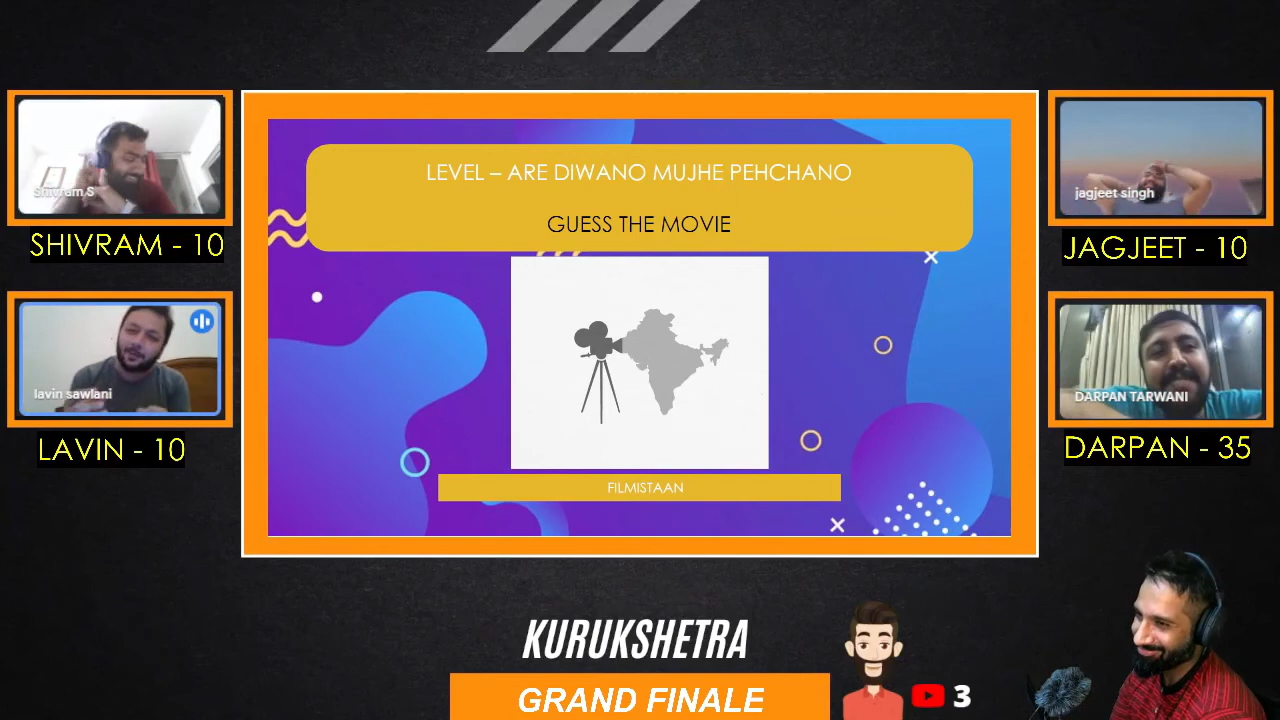 LEVEL – ARE DIWANO MUJHE PEHCHANO
GUESS THE MOVIE
Shivram S
SHIVRAM - 10
jagjeet singh
JAGJEET - 10
lavin sawlani
LAVIN - 10
DARPAN TARWANI
DARPAN - 35
FILMISTAAN
KURUKSHETRA
GRAND FINALE
3